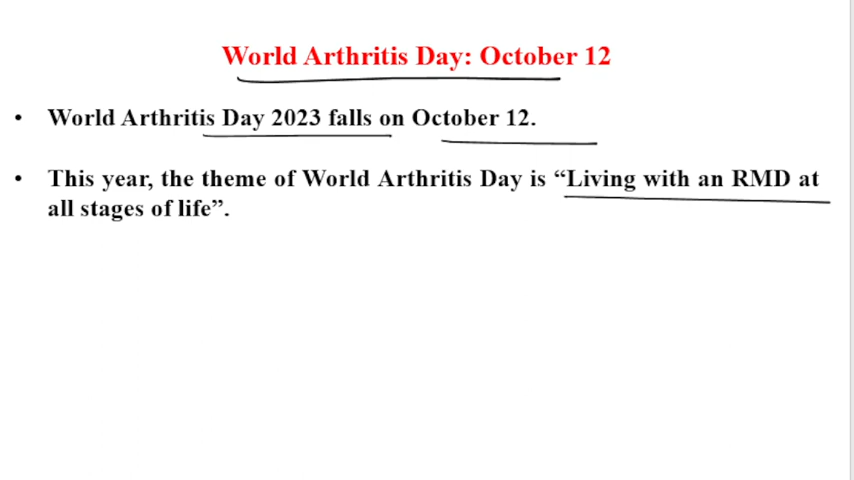 World Arthritis Day: October 12
• World Arthritis Day 2023 falls on October 12.
• This year, the theme of World Arthritis Day is “Living with an RMD at
all stages of life”.